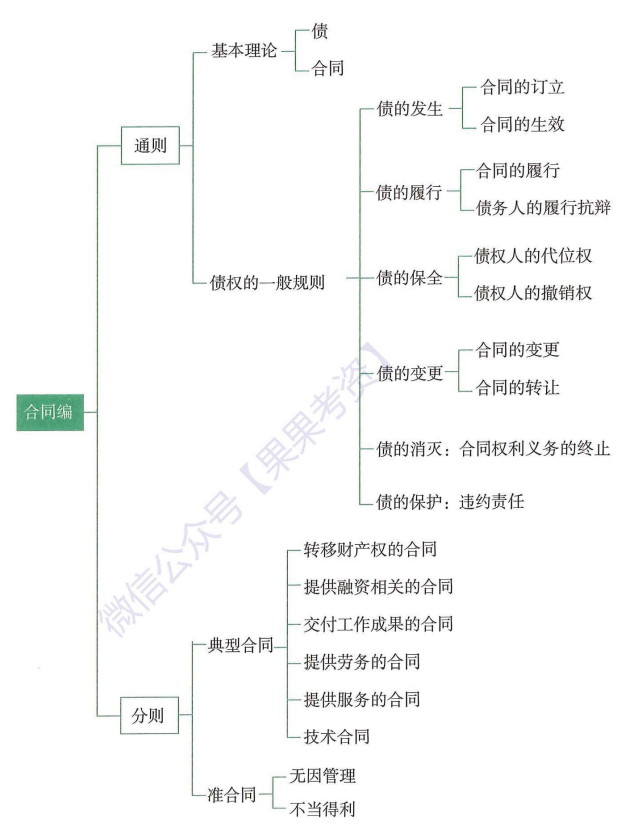 债
基本理论
合同
合同的订立
债的发生
合同的生效
通则
合同的履行
债的履行
债务人的履行抗辩
债权人的代位权
债权的一般规则
债的保全
债权人的撤销权
合同的变更
债的变更
合同的转让
合同编
债的消灭：合同权利义务的终止
债的保护：违约责任
微信公众号【果果考资】
转移财产权的合同
提供融资相关的合同
交付工作成果的合同
典型合同
提供劳务的合同
提供服务的合同
分则
技术合同
无因管理
准合同
不当得利